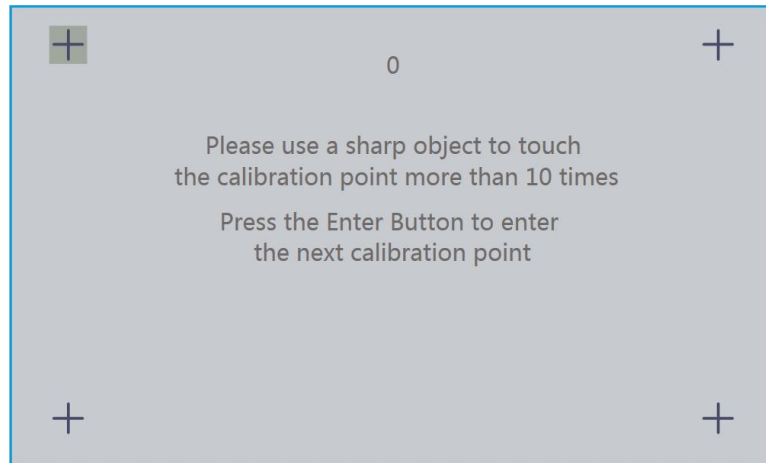 0
Please use a sharp object to touch
the calibration point more than 10 times
Press the Enter Button to enter
the next calibration point